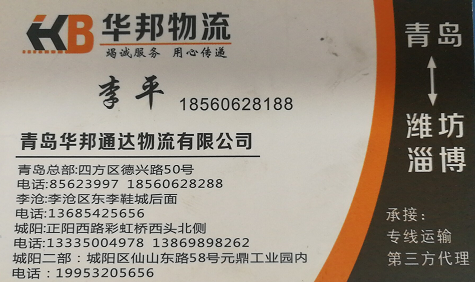 HB 华邦物流
竭诚服务 用心传递
李平 18560628188
青岛华邦通达物流有限公司
青岛总部:四方区德兴路50号
电话:85623997 18560628288
李沧:李沧区东李鞋城后面
电话:13685425656
城阳:正阳西路彩虹桥西头北侧
电话:13335004978 13869898262
城阳二部:城阳区仙山东路58号元鼎工业园内
电话:19953205656
青岛
潍坊
淄博
承接:
专线运输
第三方代理